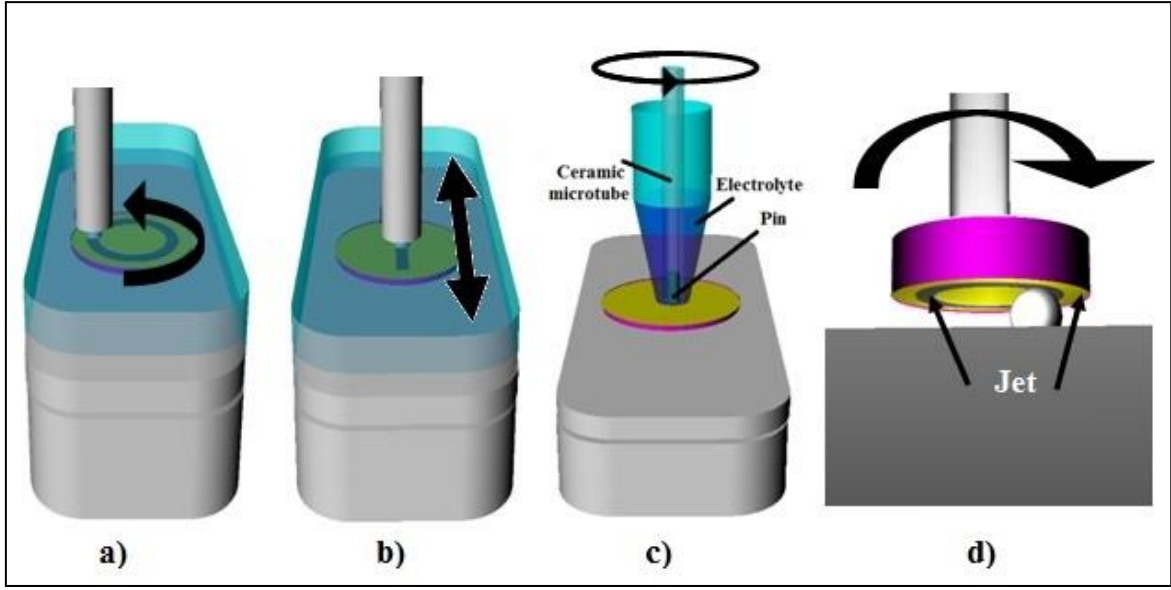 Ceramic
microtube
Electrolyte
Pin
Jet
a)
b)
c)
d)